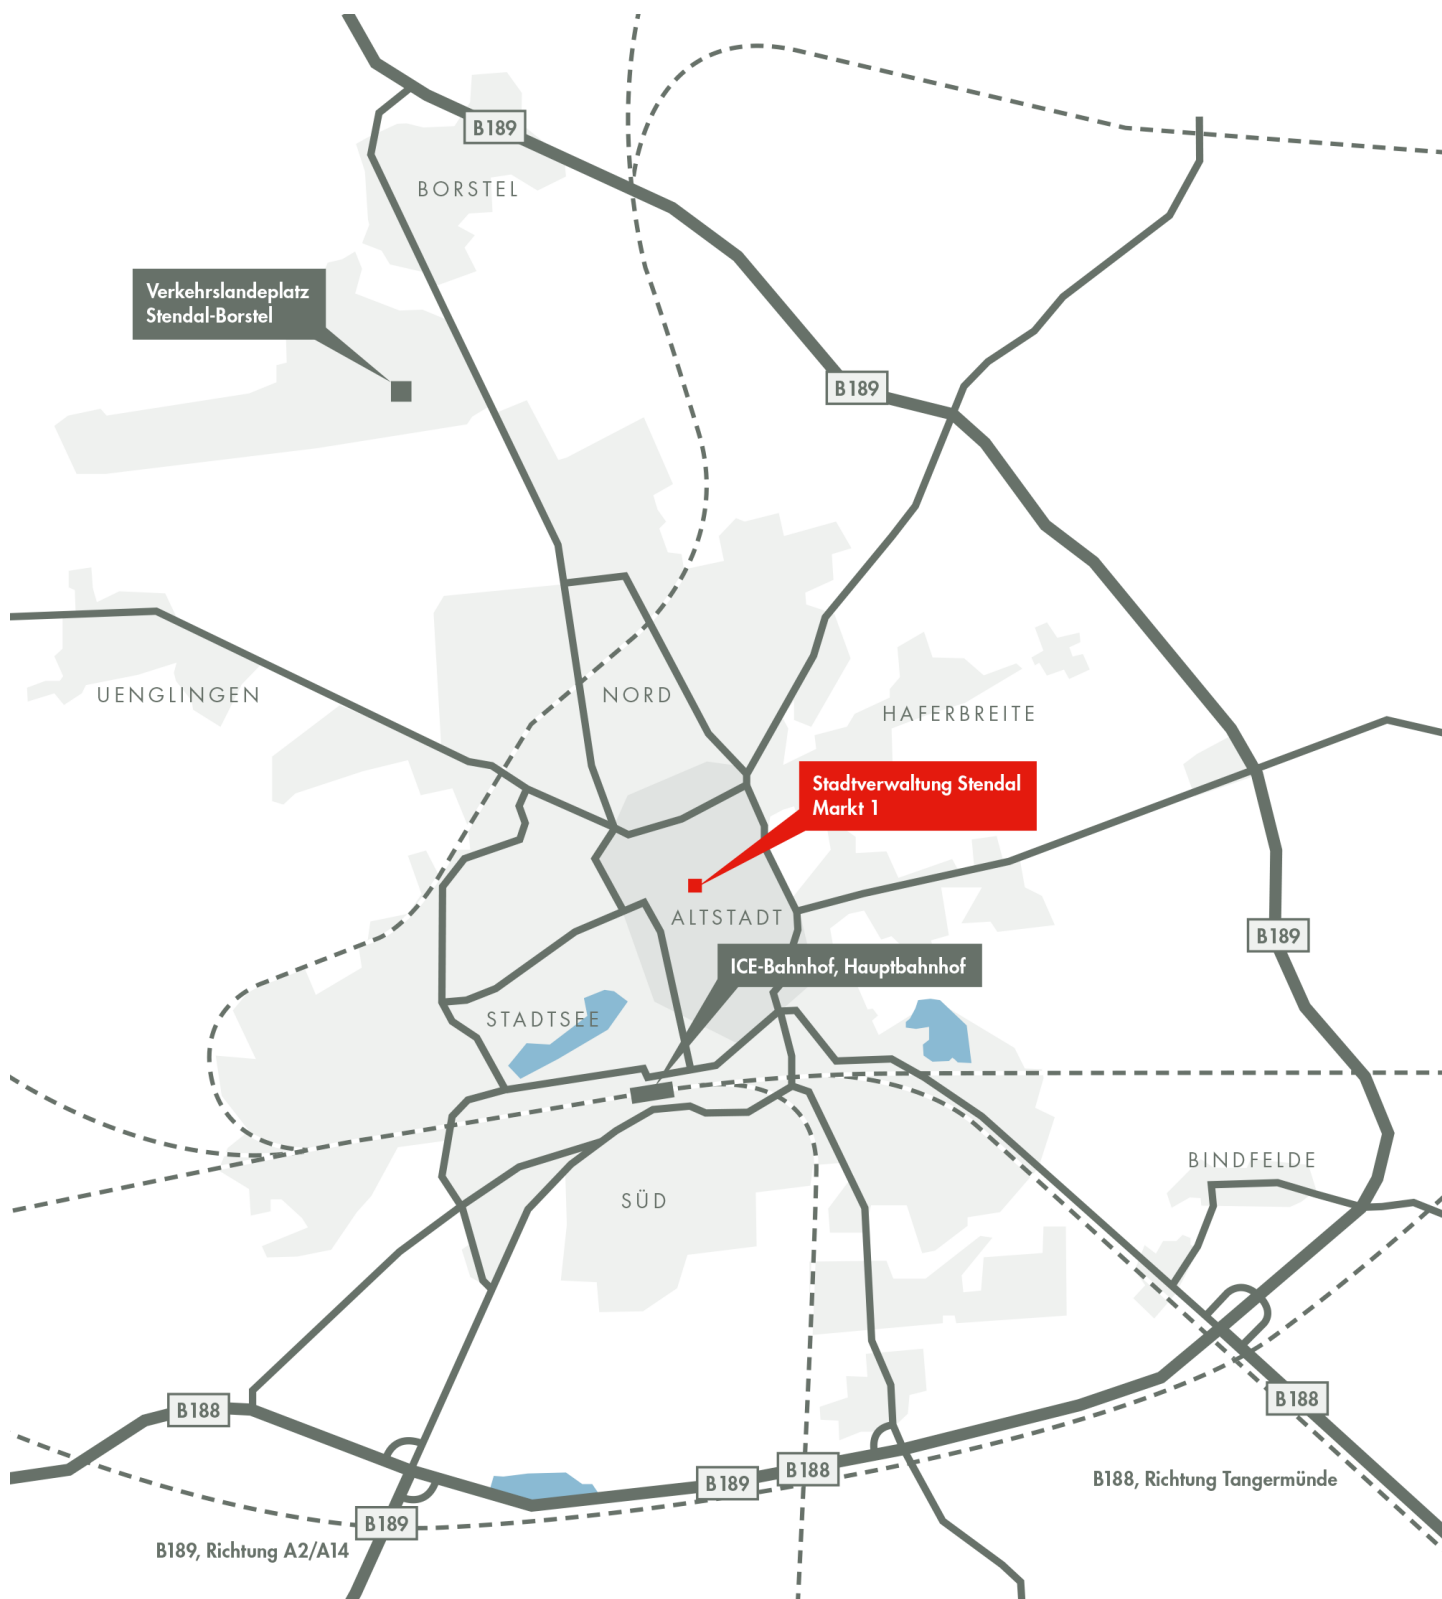 B189
BORSTEL
Verkehrslandeplatz
Stendal-Borstel
B189
UENGLINGEN
NORD
HAFERBREITE
Stadtverwaltung Stendal
Markt 1
ALTSTADT
B189
ICE-Bahnhof, Hauptbahnhof
STADTSEE
BINDFELDE
SÜD
B188
B188
B188
B189
B188, Richtung Tangermünde
B189
B189, Richtung A2/A14